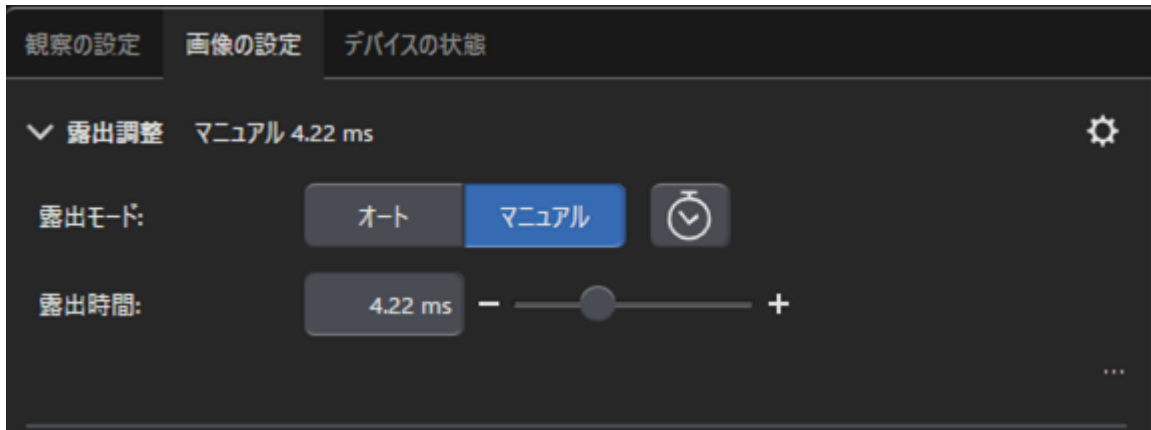 観察の設定 画像の設定 デバイスの状態
露出調整 マニュアル 4.22 ms
露出モード: オート マニュアル
露出時間: 4.22 ms − +
...